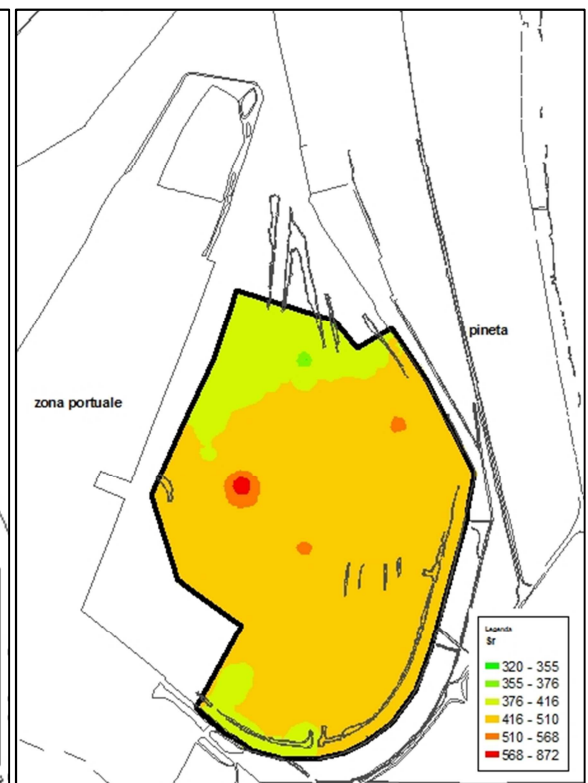 pineta
zona portuale
Legenda
Sr
320 - 355
355 - 376
376 - 416
416 - 510
510 - 568
568 - 872